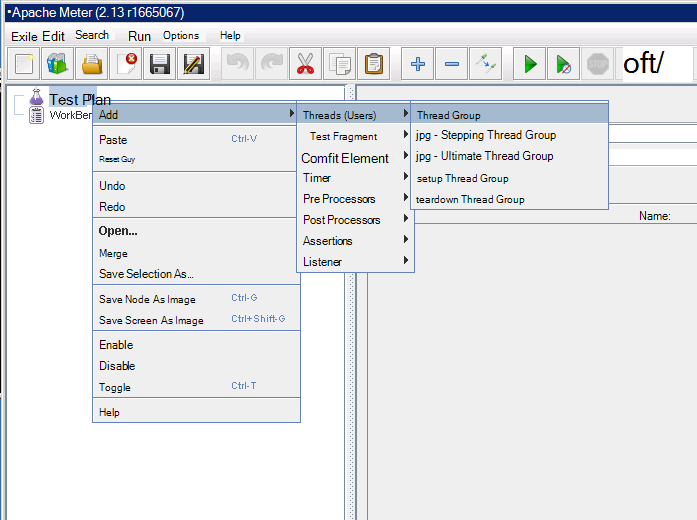 •Apache Meter (2.13 r1665067)
Exile Edit Search Run Options Help
STOP oft/
Test Plan
WorkBen
Add
Paste Ctrl-V
Reset Guy
Undo
Redo
Open...
Merge
Save Selection As...
Save Node As Image Ctrl-G
Save Screen As Image Ctrl+Shift-G
Enable
Disable
Toggle Ctrl-T
Help
Threads (Users)
Test Fragment
Comfit Element
Timer
Pre Processors
Post Processors
Assertions
Listener
Thread Group
jpg - Stepping Thread Group
jpg - Ultimate Thread Group
setup Thread Group
teardown Thread Group
Name: